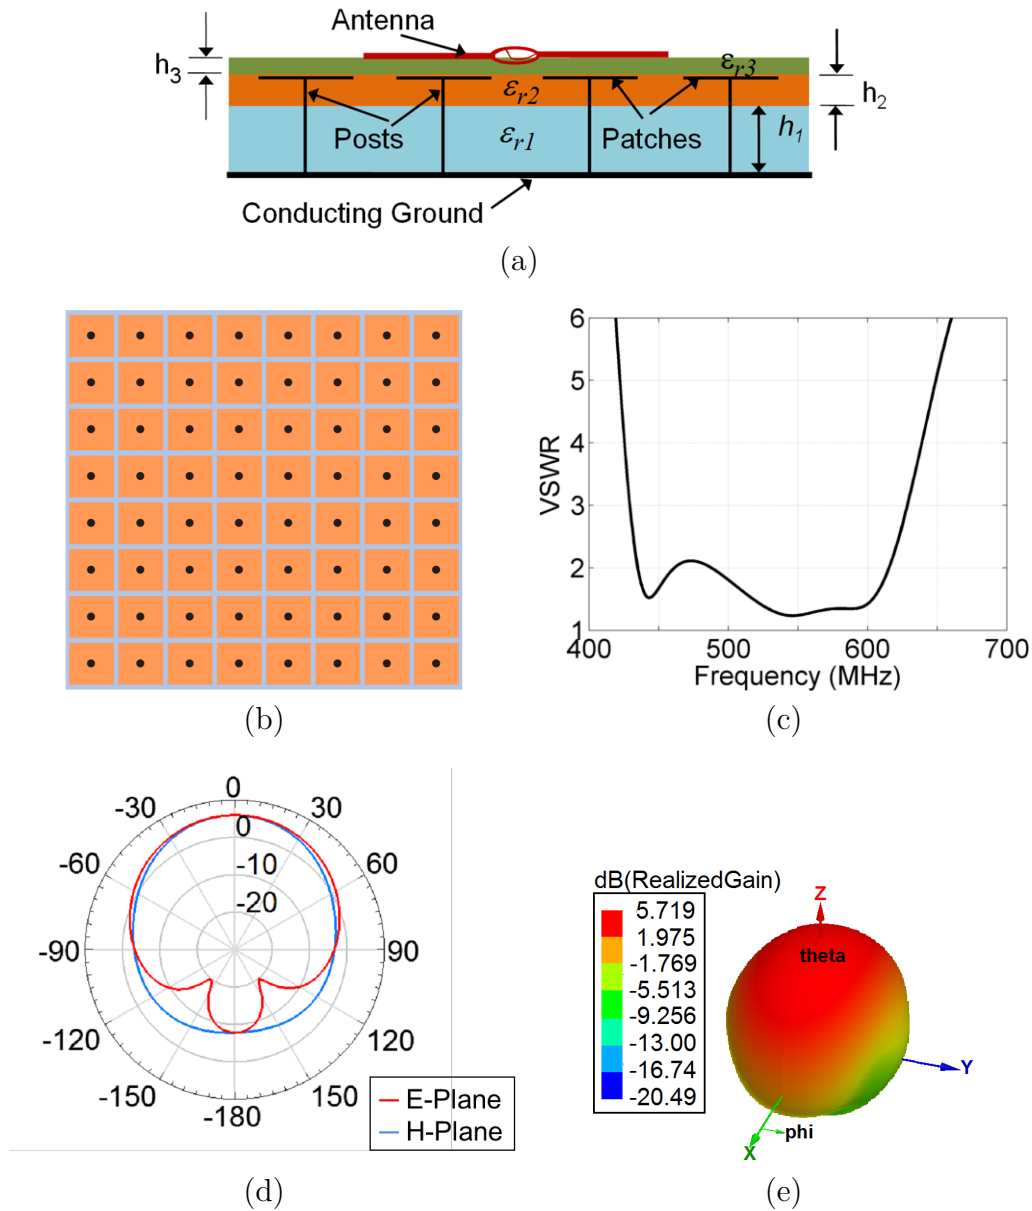 Antenna
h3
εr3
εr2
h2
Posts
εr1
Patches
h1
Conducting Ground
(a)
(b)
6
5
4
3
2
1
VSWR
400
500
600
700
Frequency (MHz)
(c)
0
-30
30
0
-60
60
-10
-20
-90
90
-120
120
-150
150
-180
E-Plane
H-Plane
(d)
dB(RealizedGain)
5.719
1.975
-1.769
-5.513
-9.256
-13.00
-16.74
-20.49
Z
theta
Y
phi
X
(e)